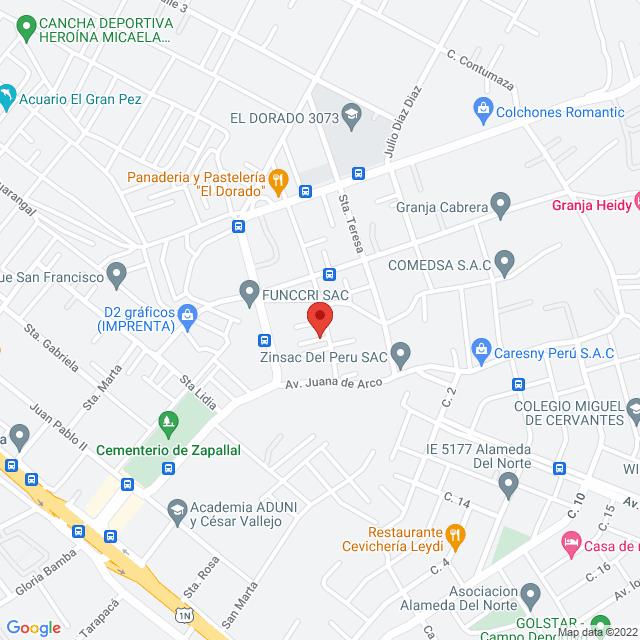 CANCHA DEPORTIVA
HEROÍNA MICAELA...
Calle 3
C. Contumaza
Acuario El Gran Pez
EL DORADO 3073
Julio Diaz Diaz
Colchones Romantic
Panaderia y Pastelería
"El Dorado"
Sta. Teresa
Granja Cabrera
Granja Heidy
COMEDSA S.A.C
ue San Francisco
FUNCCRI SAC
D2 gráficos
(IMPRENTA)
Sta. Gabriela
Zinsac Del Peru SAC
Caresny Perú S.A.C
Sta. Marta
Sta Lidia
Av. Juana de Arco
C. 2
COLEGIO MIGUEL
DE CERVANTES
Juan Pablo II
Cementerio de Zapallal
IE 5177 Alameda
Del Norte
WI
Av.
C. 14
C. 10
C. 15
Academia ADUNI
y César Vallejo
Restaurante
Cevichería Leydi
Casa de r
C. 4
C. 16
Gloria Bamba
Tarapacá
Sta. Rosa
San Marta
1N
Asociacion
Alameda Del Norte
GOLSTAR -
Campo Depo
Ca
Google
Map data ©2022